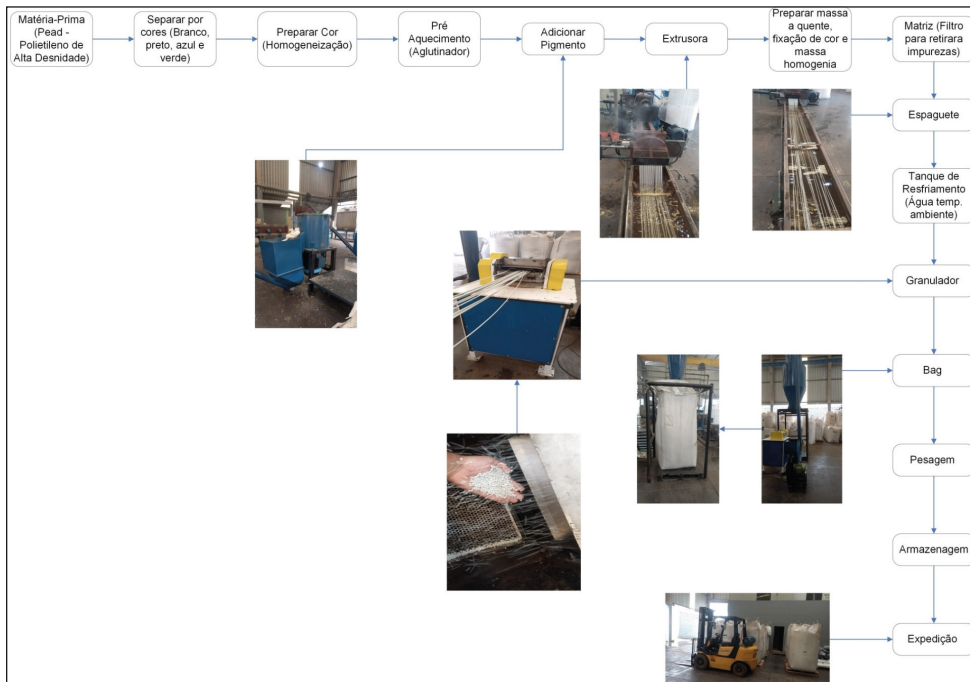 Matéria-Prima
(Pead -
Polietileno de
Alta Desnidade)
Separar por
cores (Branco,
preto, azul e
verde)
Preparar Cor
(Homogeneização)
Pré
Aquecimento
(Aglutinador)
Adicionar
Pigmento
Extrusora
Preparar massa
a quente,
fixação de cor e
massa
homogenia
Matriz (Filtro
para retirara
impurezas)
Espaguete
Tanque de
Resfriamento
(Água temp.
ambiente)
Granulador
Bag
Pesagem
Armazenagem
Expedição